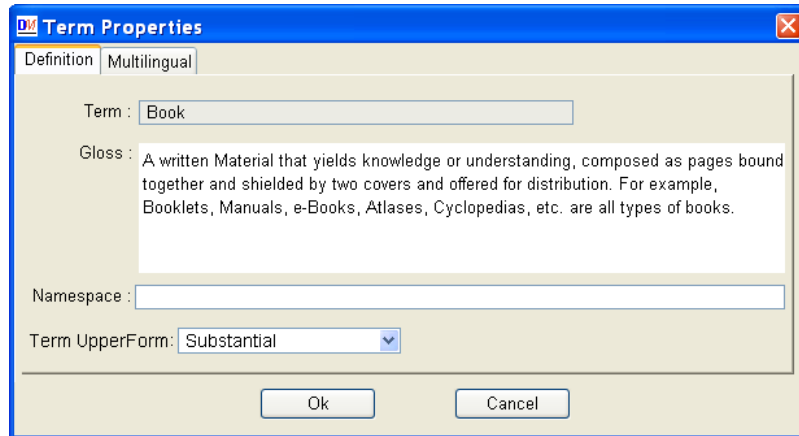 DM Term Properties
Definition Multilingual
Term : Book
Gloss : A written Material that yields knowledge or understanding, composed as pages bound
together and shielded by two covers and offered for distribution. For example,
Booklets, Manuals, e-Books, Atlases, Cyclopedias, etc. are all types of books.
Namespace :
Term UpperForm: Substantial
Ok Cancel